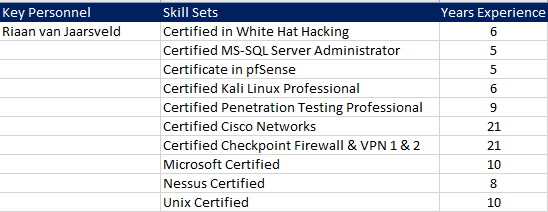 Key Personnel Skill Sets Years Experience
Riaan van Jaarsveld Certified in White Hat Hacking 6
Certified MS-SQL Server Administrator 5
Certificate in pfSense 5
Certified Kali Linux Professional 6
Certified Penetration Testing Professional 9
Certified Cisco Networks 21
Certified Checkpoint Firewall & VPN 1 & 2 21
Microsoft Certified 10
Nessus Certified 8
Unix Certified 10